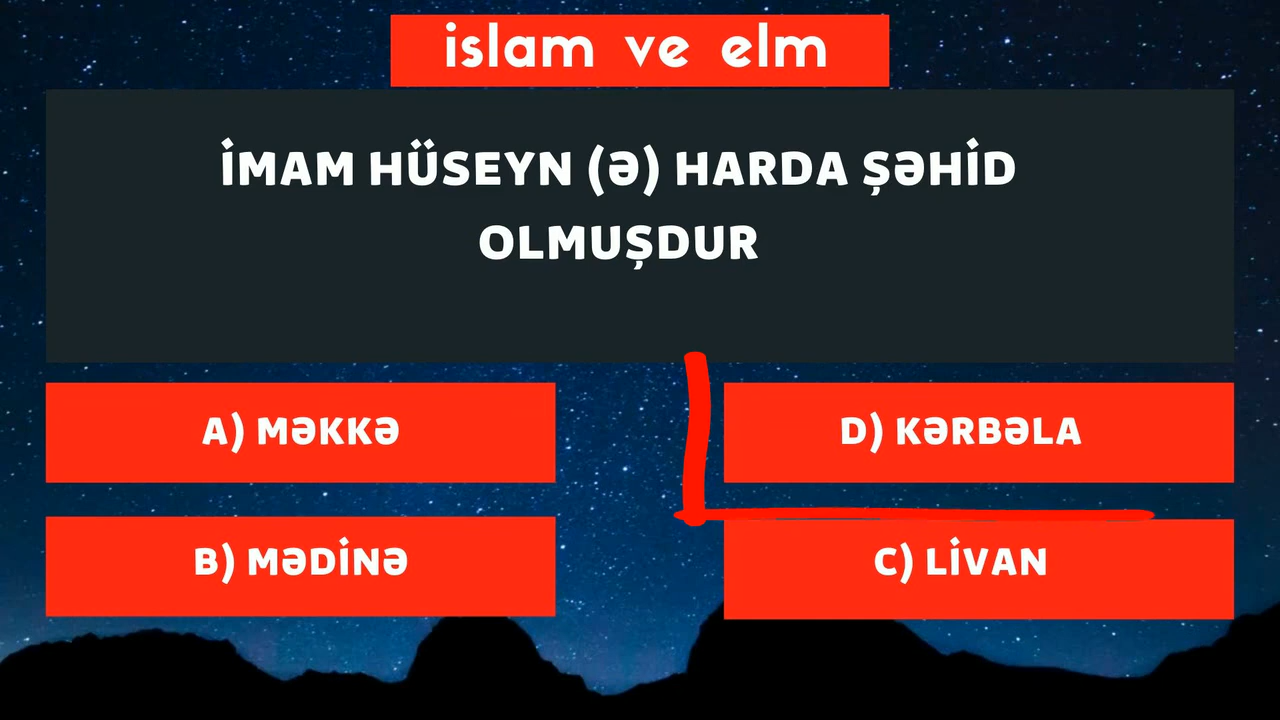 islam ve elm
İMAM HÜSEYN (Ə) HARDA ŞƏHİD
OLMUŞDUR
A) MƏKKƏ
D) KƏRBƏLA
B) MƏDİNƏ
C) LİVAN